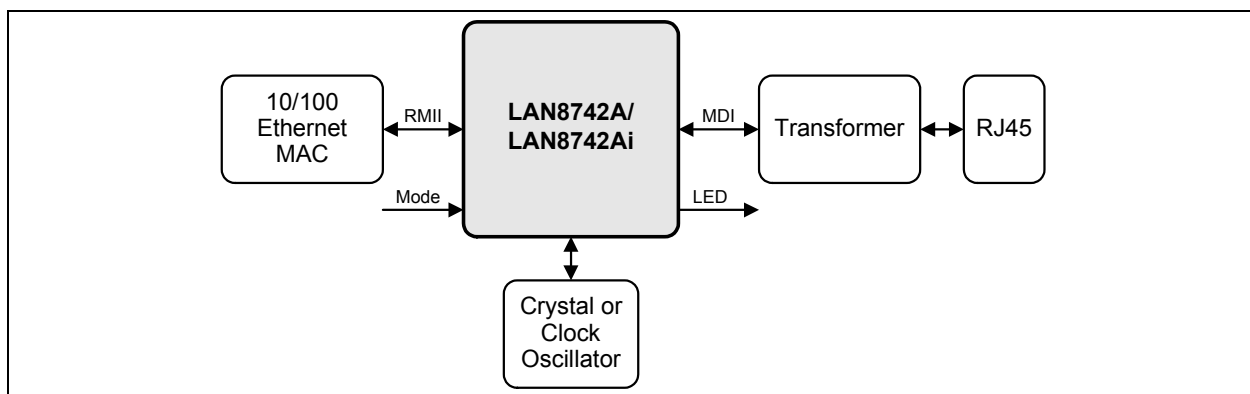 10/100
Ethernet
MAC
RMII
Mode
LAN8742A/
LAN8742Ai
MDI
LED
Transformer
RJ45
Crystal or
Clock
Oscillator